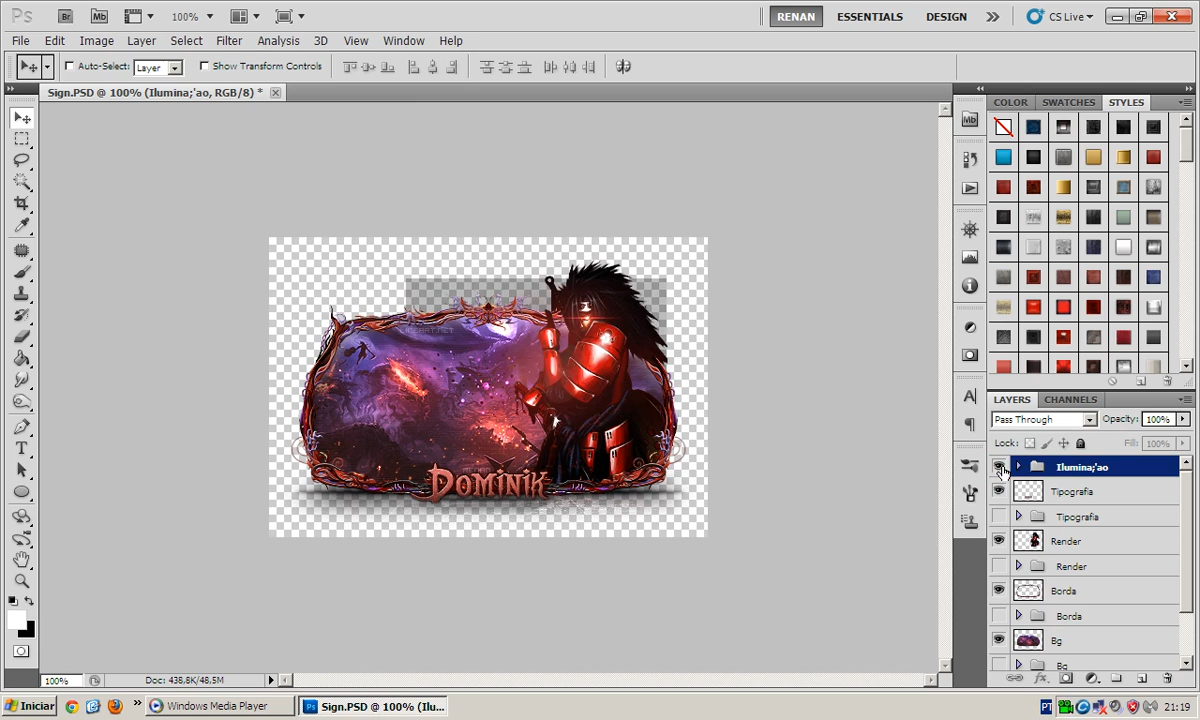 Ps Br Mb 100% RENAN ESSENTIALS DESIGN CS Live
File Edit Image Layer Select Filter Analysis 3D View Window Help
Auto-Select: Layer Show Transform Controls
Sign.PSD @ 100% (Ilumina;'ao, RGB/8) *
COLOR SWATCHES STYLES
Mb
DOMINIK
LAYERS CHANNELS
Pass Through Opacity: 100%
Lock: Fill: 100%
Ilumina;'ao
Tipografia
Tipografia
Render
Render
Borda
Borda
Bg
Bg
100% Doc: 438,8K/48,5M
Iniciar Windows Media Player Sign.PSD @ 100% (Ilu... PT 21:19